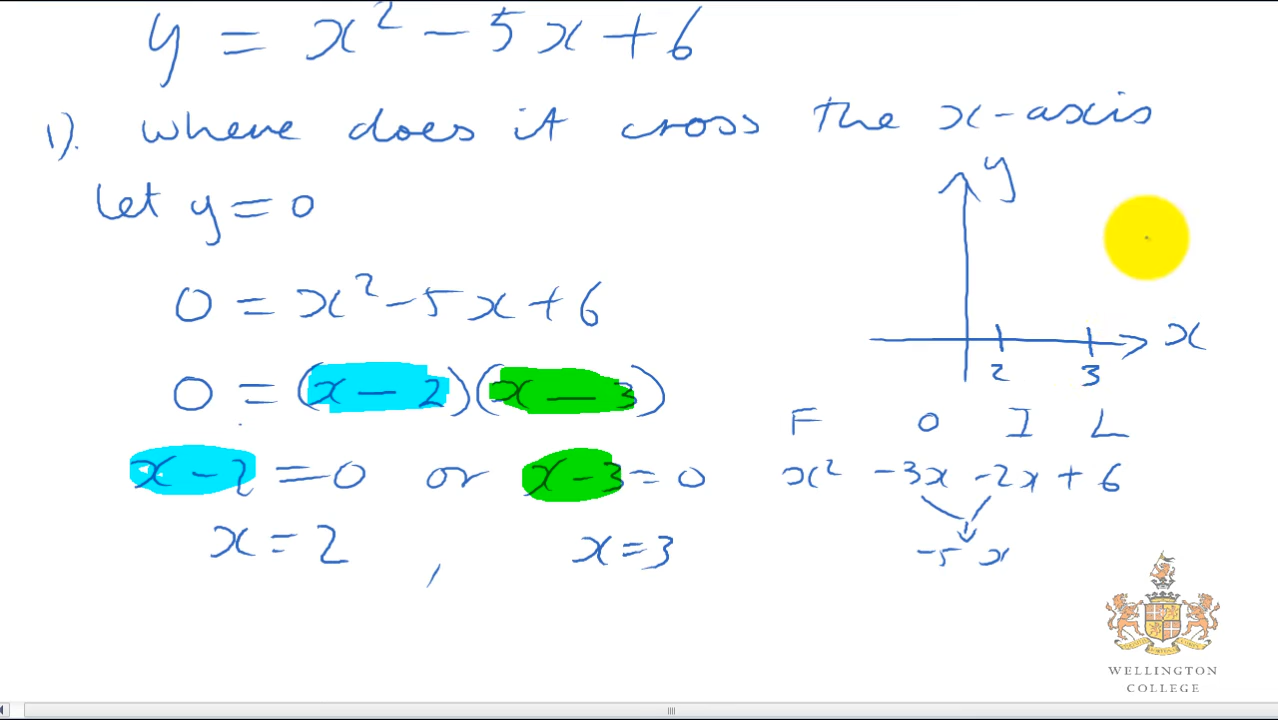 y = x² - 5x + 6
1). where does it cross the x-axis
let y = 0
0 = x² - 5x + 6
0 = (x - 2)(x - 3)
x - 2 = 0 or x - 3 = 0
x = 2 , x = 3
y
x
2 3
F O I L
x² - 3x - 2x + 6
-5x
WELLINGTON
COLLEGE